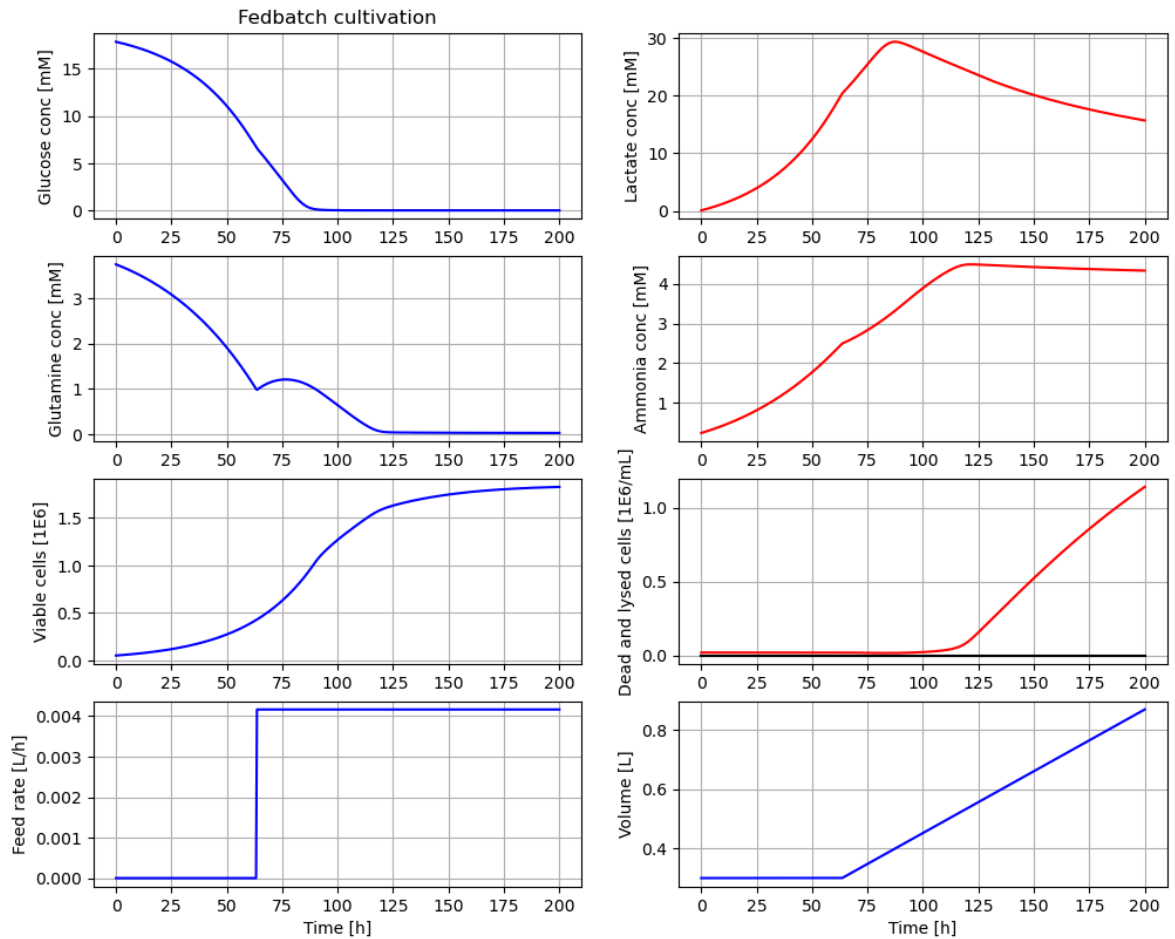 Fedbatch cultivation
Glucose conc [mM]
15
10
5
0
0 25 50 75 100 125 150 175 200
Lactate conc [mM]
30
20
10
0
0 25 50 75 100 125 150 175 200
Glutamine conc [mM]
3
2
1
0
0 25 50 75 100 125 150 175 200
Ammonia conc [mM]
4
3
2
1
0 25 50 75 100 125 150 175 200
Viable cells [1E6]
1.5
1.0
0.5
0.0
0 25 50 75 100 125 150 175 200
Dead and lysed cells [1E6/mL]
1.0
0.5
0.0
0 25 50 75 100 125 150 175 200
Feed rate [L/h]
0.004
0.003
0.002
0.001
0.000
0 25 50 75 100 125 150 175 200
Time [h]
Volume [L]
0.8
0.6
0.4
0 25 50 75 100 125 150 175 200
Time [h]